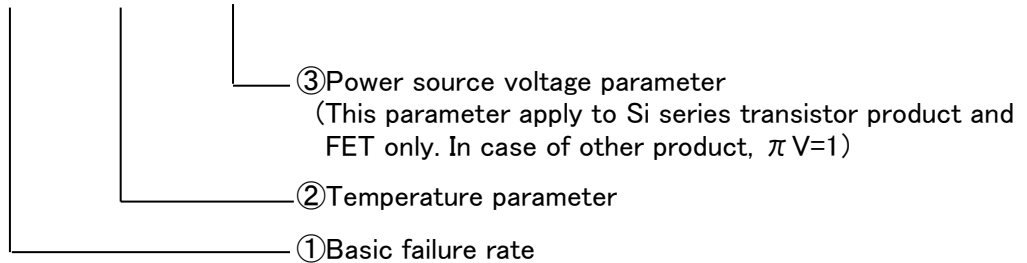 ③Power source voltage parameter
(This parameter apply to Si series transistor product and
FET only. In case of other product, πV=1)
②Temperature parameter
①Basic failure rate